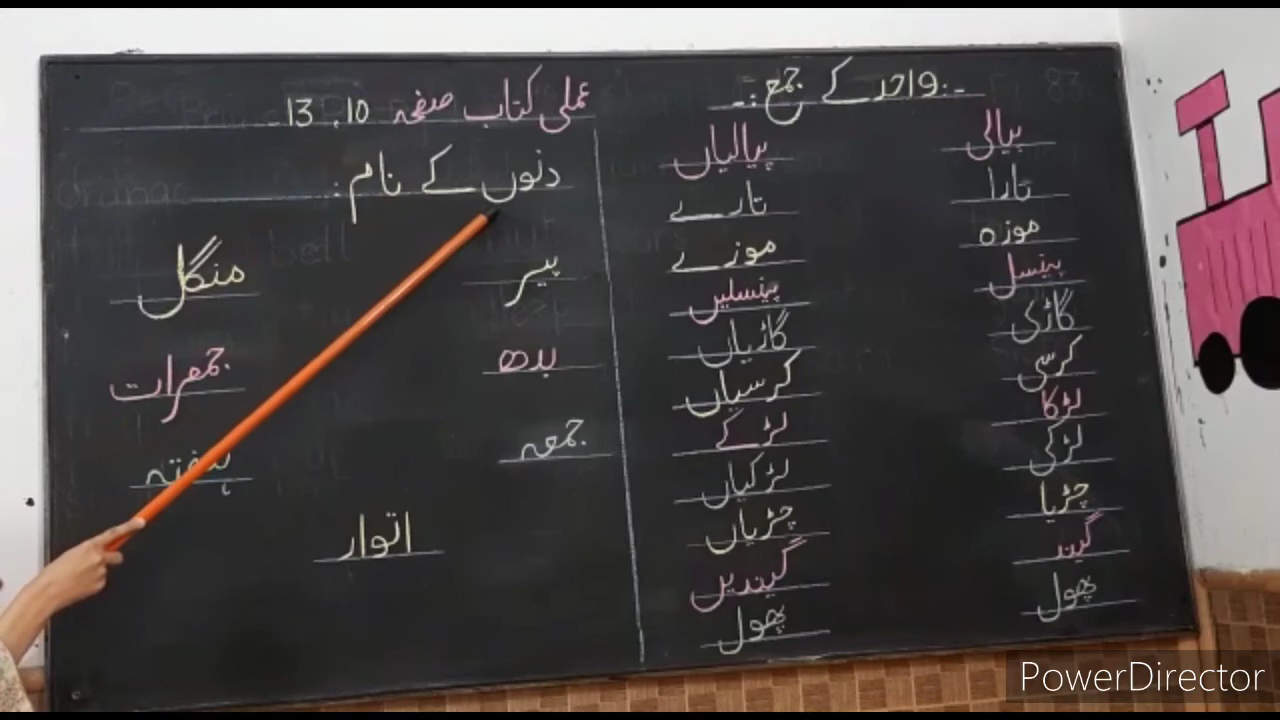 ۔:واحد کے جمع:۔
پیالی پیالیاں
تارا تارے
موزہ موزے
پینسل پینسلیں
گاڑی گاڑیاں
کرسی کرسیاں
لڑکا لڑکے
لڑکی لڑکیاں
چڑیا چڑیاں
گیند گیندیں
پھول پھول
عملی کتاب صفحہ 10، 13
دنوں کے نام:
پیر منگل
بدھ جمعرات
جمعہ ہفتہ
اتوار
PowerDirector